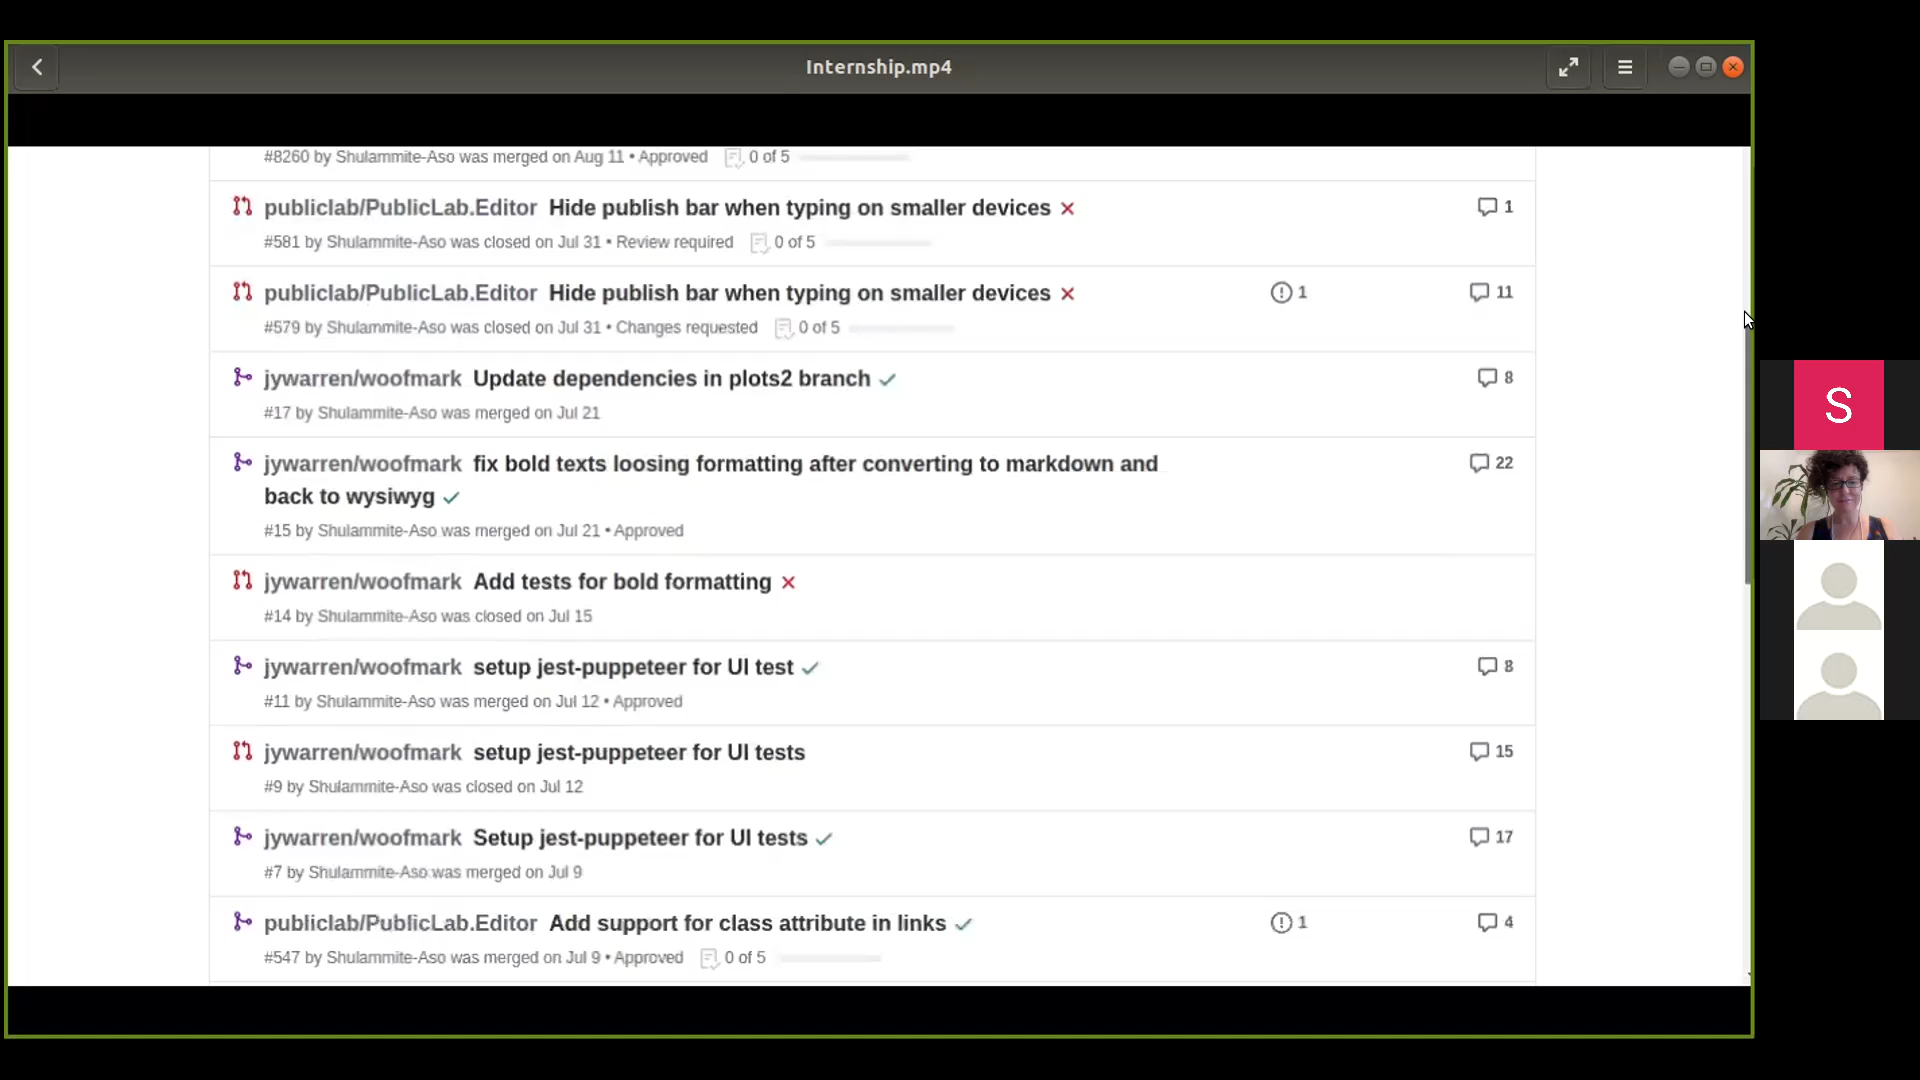 Internship.mp4
#8260 by Shulammite-Aso was merged on Aug 11 • Approved 0 of 5
publiclab/PublicLab.Editor Hide publish bar when typing on smaller devices 1
#581 by Shulammite-Aso was closed on Jul 31 • Review required 0 of 5
publiclab/PublicLab.Editor Hide publish bar when typing on smaller devices 1 11
#579 by Shulammite-Aso was closed on Jul 31 • Changes requested 0 of 5
jywarren/woofmark Update dependencies in plots2 branch 8
#17 by Shulammite-Aso was merged on Jul 21
jywarren/woofmark fix bold texts loosing formatting after converting to markdown and 22
back to wysiwyg
#15 by Shulammite-Aso was merged on Jul 21 • Approved
jywarren/woofmark Add tests for bold formatting
#14 by Shulammite-Aso was closed on Jul 15
jywarren/woofmark setup jest-puppeteer for UI test 8
#11 by Shulammite-Aso was merged on Jul 12 • Approved
jywarren/woofmark setup jest-puppeteer for UI tests 15
#9 by Shulammite-Aso was closed on Jul 12
jywarren/woofmark Setup jest-puppeteer for UI tests 17
#7 by Shulammite-Aso was merged on Jul 9
publiclab/PublicLab.Editor Add support for class attribute in links 1 4
#547 by Shulammite-Aso was merged on Jul 9 • Approved 0 of 5
S